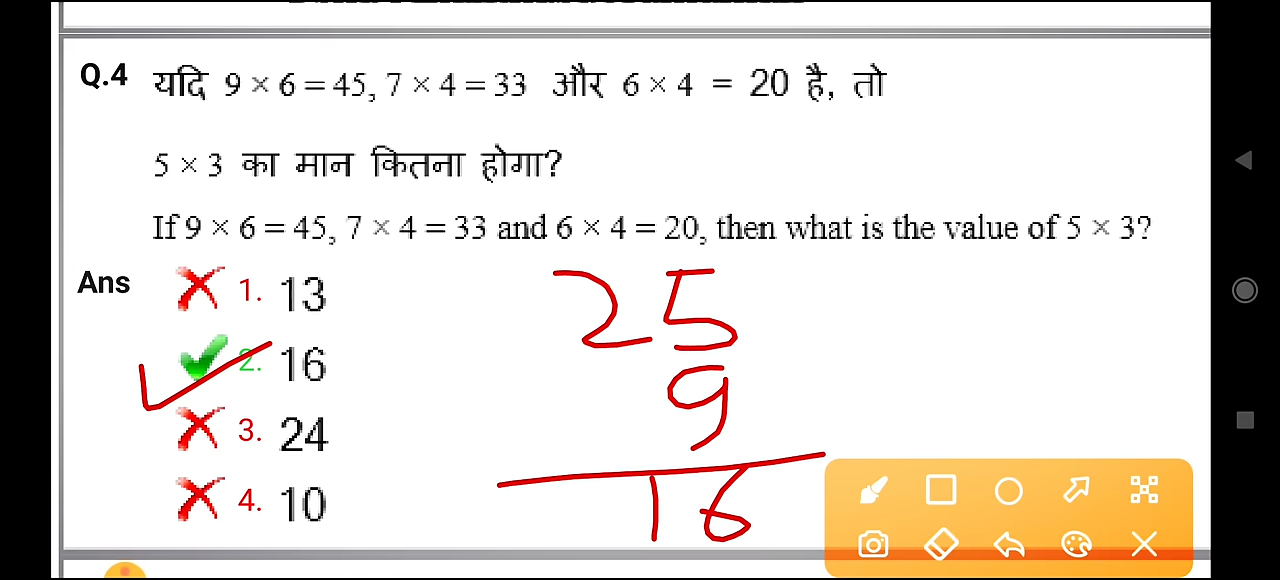 Q.4 यदि 9 × 6 = 45, 7 × 4 = 33 और 6 × 4 = 20 है, तो
5 × 3 का मान कितना होगा?
If 9 × 6 = 45, 7 × 4 = 33 and 6 × 4 = 20, then what is the value of 5 × 3?
Ans 1. 13
2. 16
3. 24
4. 10
25
9
16